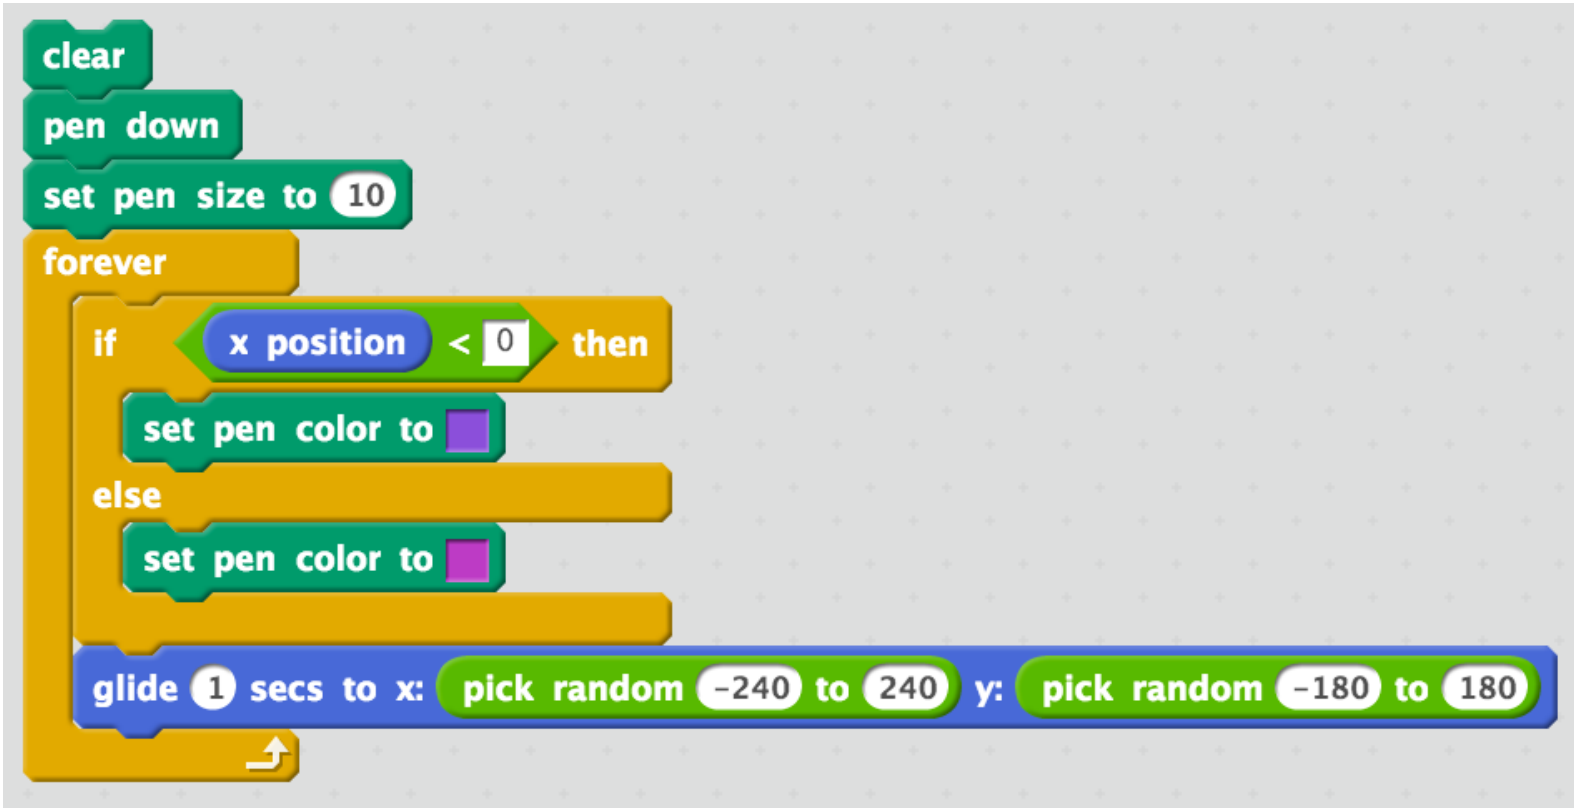 clear
pen down
set pen size to 10
forever
if x position < 0 then
set pen color to
else
set pen color to
glide 1 secs to x: pick random -240 to 240 y: pick random -180 to 180